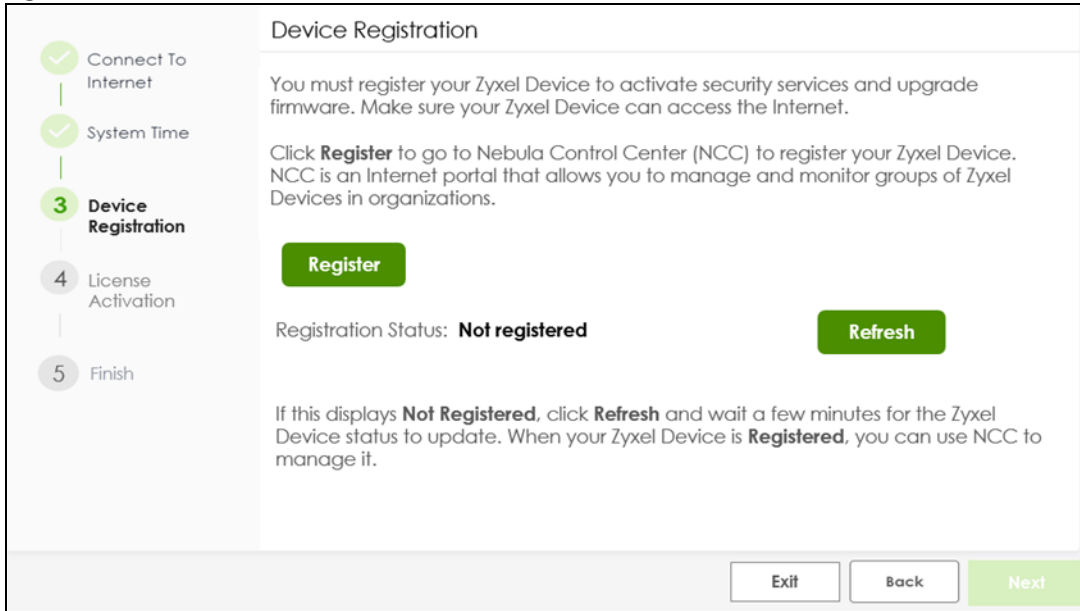 Device Registration
Connect To
Internet
System Time
3 Device
Registration
4 License
Activation
5 Finish
You must register your Zyxel Device to activate security services and upgrade
firmware. Make sure your Zyxel Device can access the Internet.
Click Register to go to Nebula Control Center (NCC) to register your Zyxel Device.
NCC is an Internet portal that allows you to manage and monitor groups of Zyxel
Devices in organizations.
Register
Registration Status: Not registered
Refresh
If this displays Not Registered, click Refresh and wait a few minutes for the Zyxel
Device status to update. When your Zyxel Device is Registered, you can use NCC to
manage it.
Exit
Back
Next